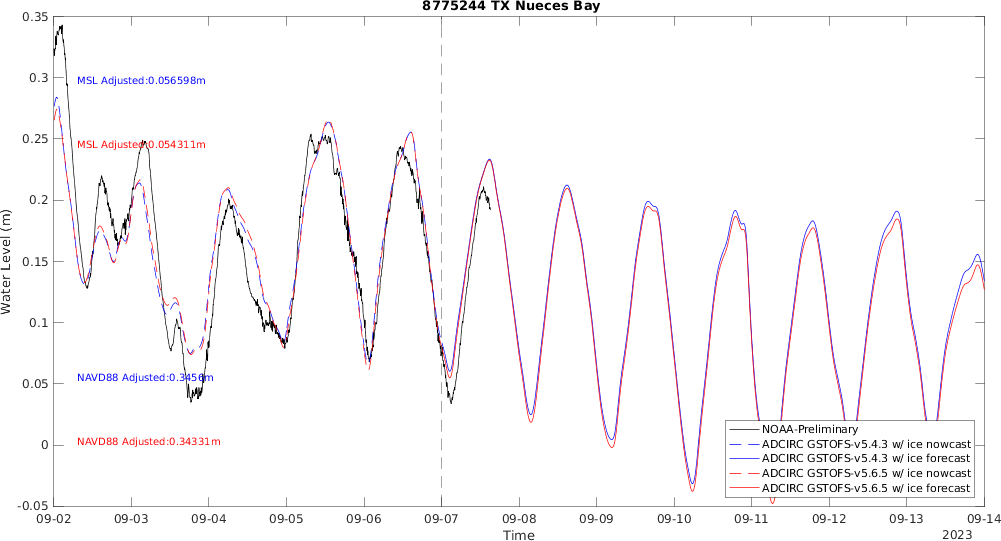 8775244 TX Nueces Bay
0.35
0.3
0.25
0.2
0.15
0.1
0.05
0
-0.05
Water Level (m)
MSL Adjusted:0.056598m
MSL Adjusted:0.054311m
NAVD88 Adjusted:0.3456m
NAVD88 Adjusted:0.34331m
NOAA-Preliminary
ADCIRC GSTOFS-v5.4.3 w/ ice nowcast
ADCIRC GSTOFS-v5.4.3 w/ ice forecast
ADCIRC GSTOFS-v5.6.5 w/ ice nowcast
ADCIRC GSTOFS-v5.6.5 w/ ice forecast
09-02 09-03 09-04 09-05 09-06 09-07 09-08 09-09 09-10 09-11 09-12 09-13 09-14
Time
2023